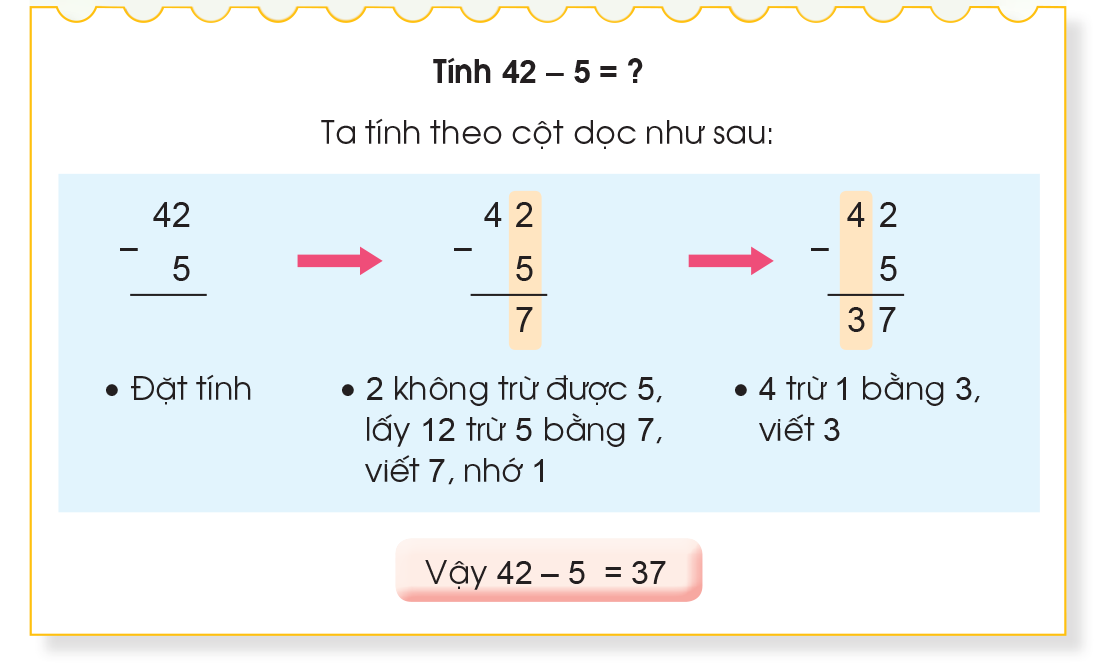 Tính 42 – 5 = ?
Ta tính theo cột dọc như sau:
42
–
5
4 2
–
5
7
4 2
–
5
3 7
• Đặt tính
• 2 không trừ được 5,
lấy 12 trừ 5 bằng 7,
viết 7, nhớ 1
• 4 trừ 1 bằng 3,
viết 3
Vậy 42 – 5 = 37